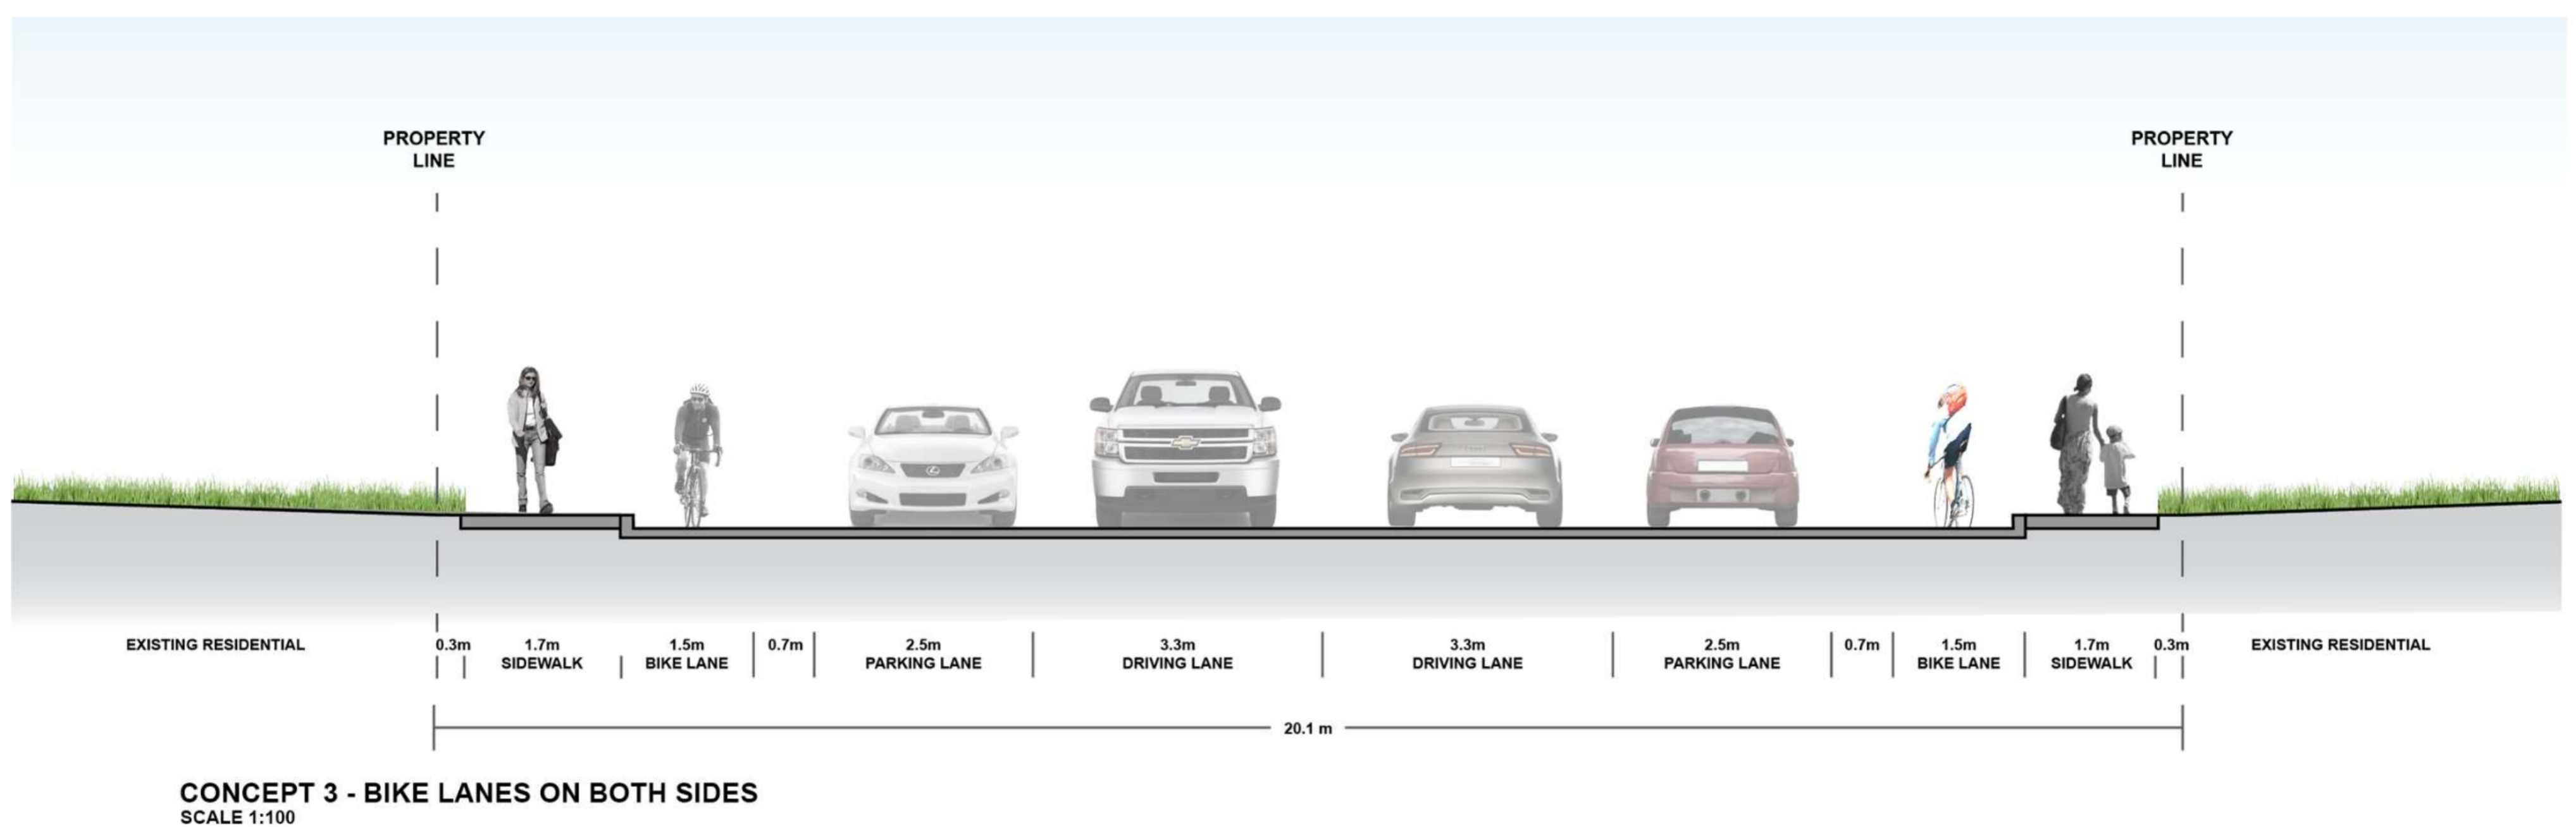 PROPERTY
LINE
PROPERTY
LINE
EXISTING RESIDENTIAL
0.3m
1.7m
SIDEWALK
1.5m
BIKE LANE
0.7m
2.5m
PARKING LANE
3.3m
DRIVING LANE
3.3m
DRIVING LANE
2.5m
PARKING LANE
0.7m
1.5m
BIKE LANE
1.7m
SIDEWALK
0.3m
EXISTING RESIDENTIAL
20.1 m
CONCEPT 3 - BIKE LANES ON BOTH SIDES
SCALE 1:100